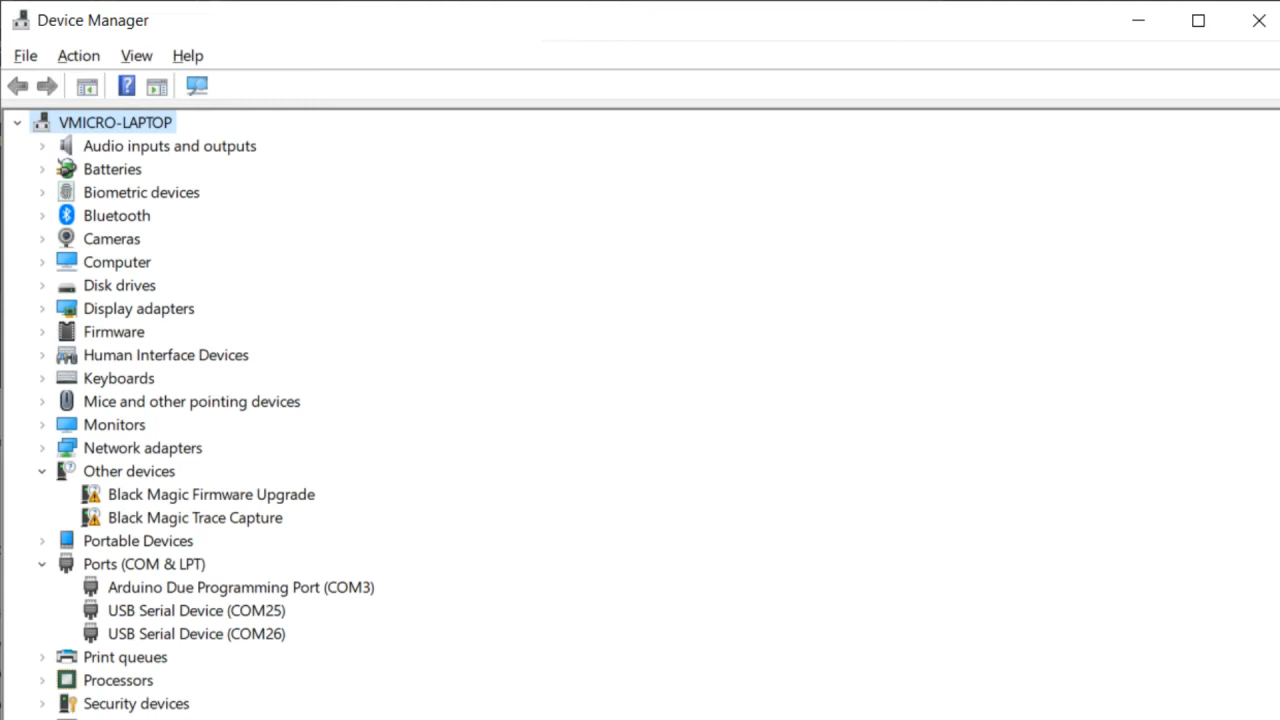 Device Manager
File Action View Help
VMICRO-LAPTOP
Audio inputs and outputs
Batteries
Biometric devices
Bluetooth
Cameras
Computer
Disk drives
Display adapters
Firmware
Human Interface Devices
Keyboards
Mice and other pointing devices
Monitors
Network adapters
Other devices
Black Magic Firmware Upgrade
Black Magic Trace Capture
Portable Devices
Ports (COM & LPT)
Arduino Due Programming Port (COM3)
USB Serial Device (COM25)
USB Serial Device (COM26)
Print queues
Processors
Security devices